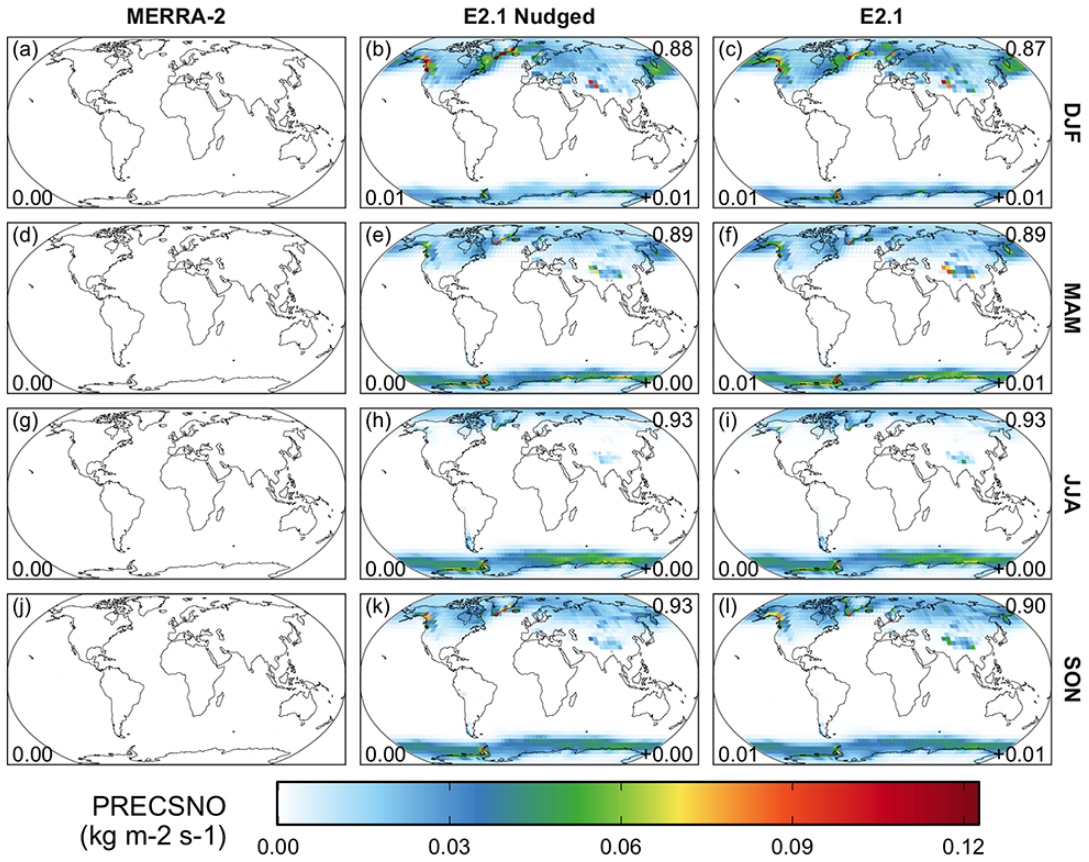 MERRA-2 E2.1 Nudged E2.1
(a) (b) 0.88 (c) 0.87
DJF
0.00 0.01 +0.01 0.01 +0.01
(d) (e) 0.89 (f) 0.89
MAM
0.00 0.00 +0.00 0.01 +0.01
(g) (h) 0.93 (i) 0.93
JJA
0.00 0.00 +0.00 0.00 +0.00
(j) (k) 0.93 (l) 0.90
SON
0.00 0.00 +0.00 0.01 +0.01
PRECSNO
(kg m-2 s-1)
0.00 0.03 0.06 0.09 0.12